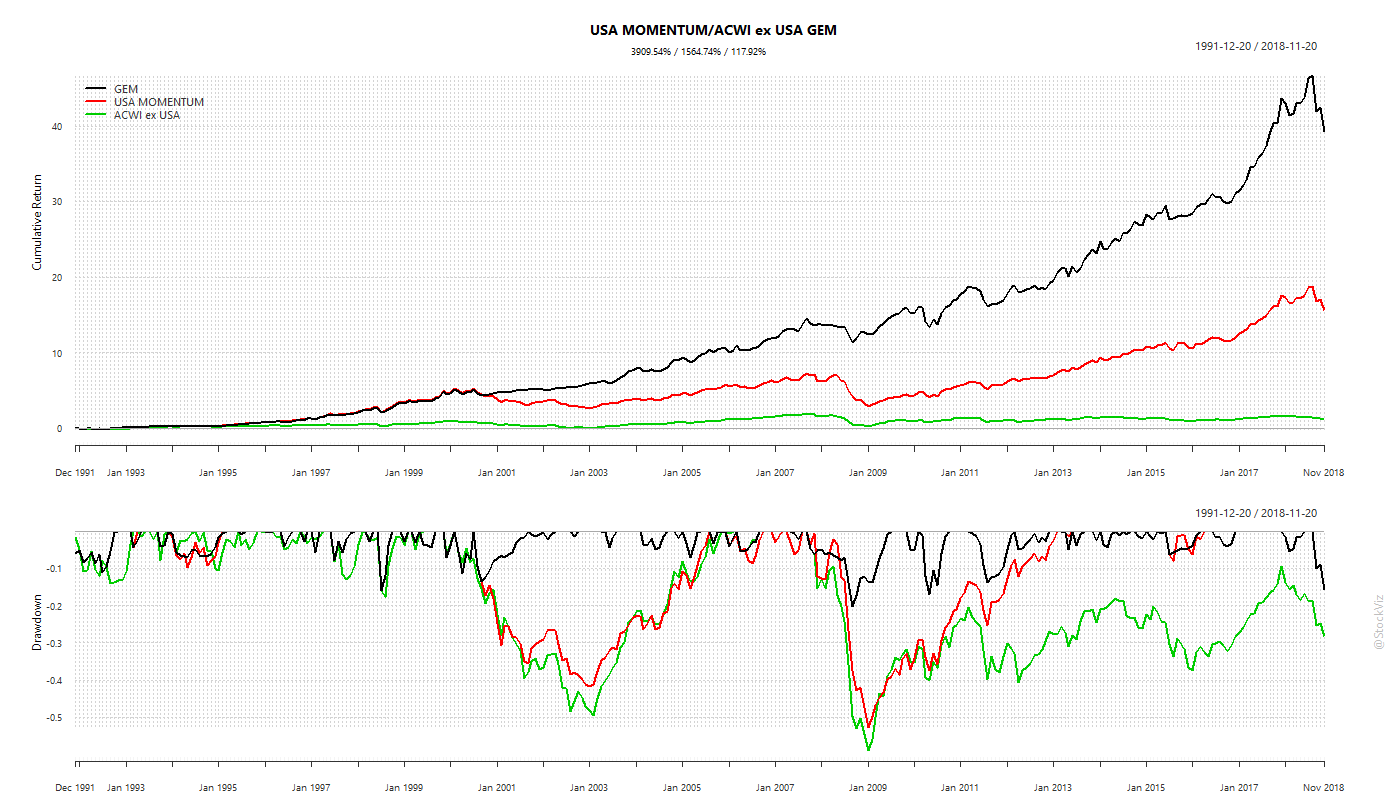 USA MOMENTUM/ACWI ex USA GEM
3909.54% / 1564.74% / 117.92%
1991-12-20 / 2018-11-20
GEM
USA MOMENTUM
ACWI ex USA
Cumulative Return
40
30
20
10
0
Dec 1991 Jan 1993 Jan 1995 Jan 1997 Jan 1999 Jan 2001 Jan 2003 Jan 2005 Jan 2007 Jan 2009 Jan 2011 Jan 2013 Jan 2015 Jan 2017 Nov 2018
1991-12-20 / 2018-11-20
Drawdown
-0.1
-0.2
-0.3
-0.4
-0.5
Dec 1991 Jan 1993 Jan 1995 Jan 1997 Jan 1999 Jan 2001 Jan 2003 Jan 2005 Jan 2007 Jan 2009 Jan 2011 Jan 2013 Jan 2015 Jan 2017 Nov 2018
@StockViz